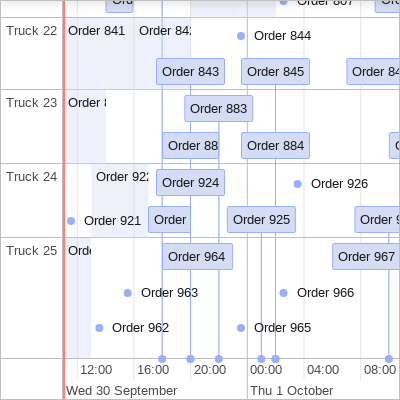 Order 807
Truck 22 Order 841 Order 842 Order 844
Order 843 Order 845 Order 84
Truck 23 Order 883
Order
Order 88 Order 884
Truck 24 Order 922 Order 924 Order 926
Order 921 Order Order 925 Order 9
Truck 25 Order 964 Order 967
Order 963 Order 966
Order 962 Order 965
12:00 16:00 20:00 00:00 04:00 08:00
Wed 30 September Thu 1 October